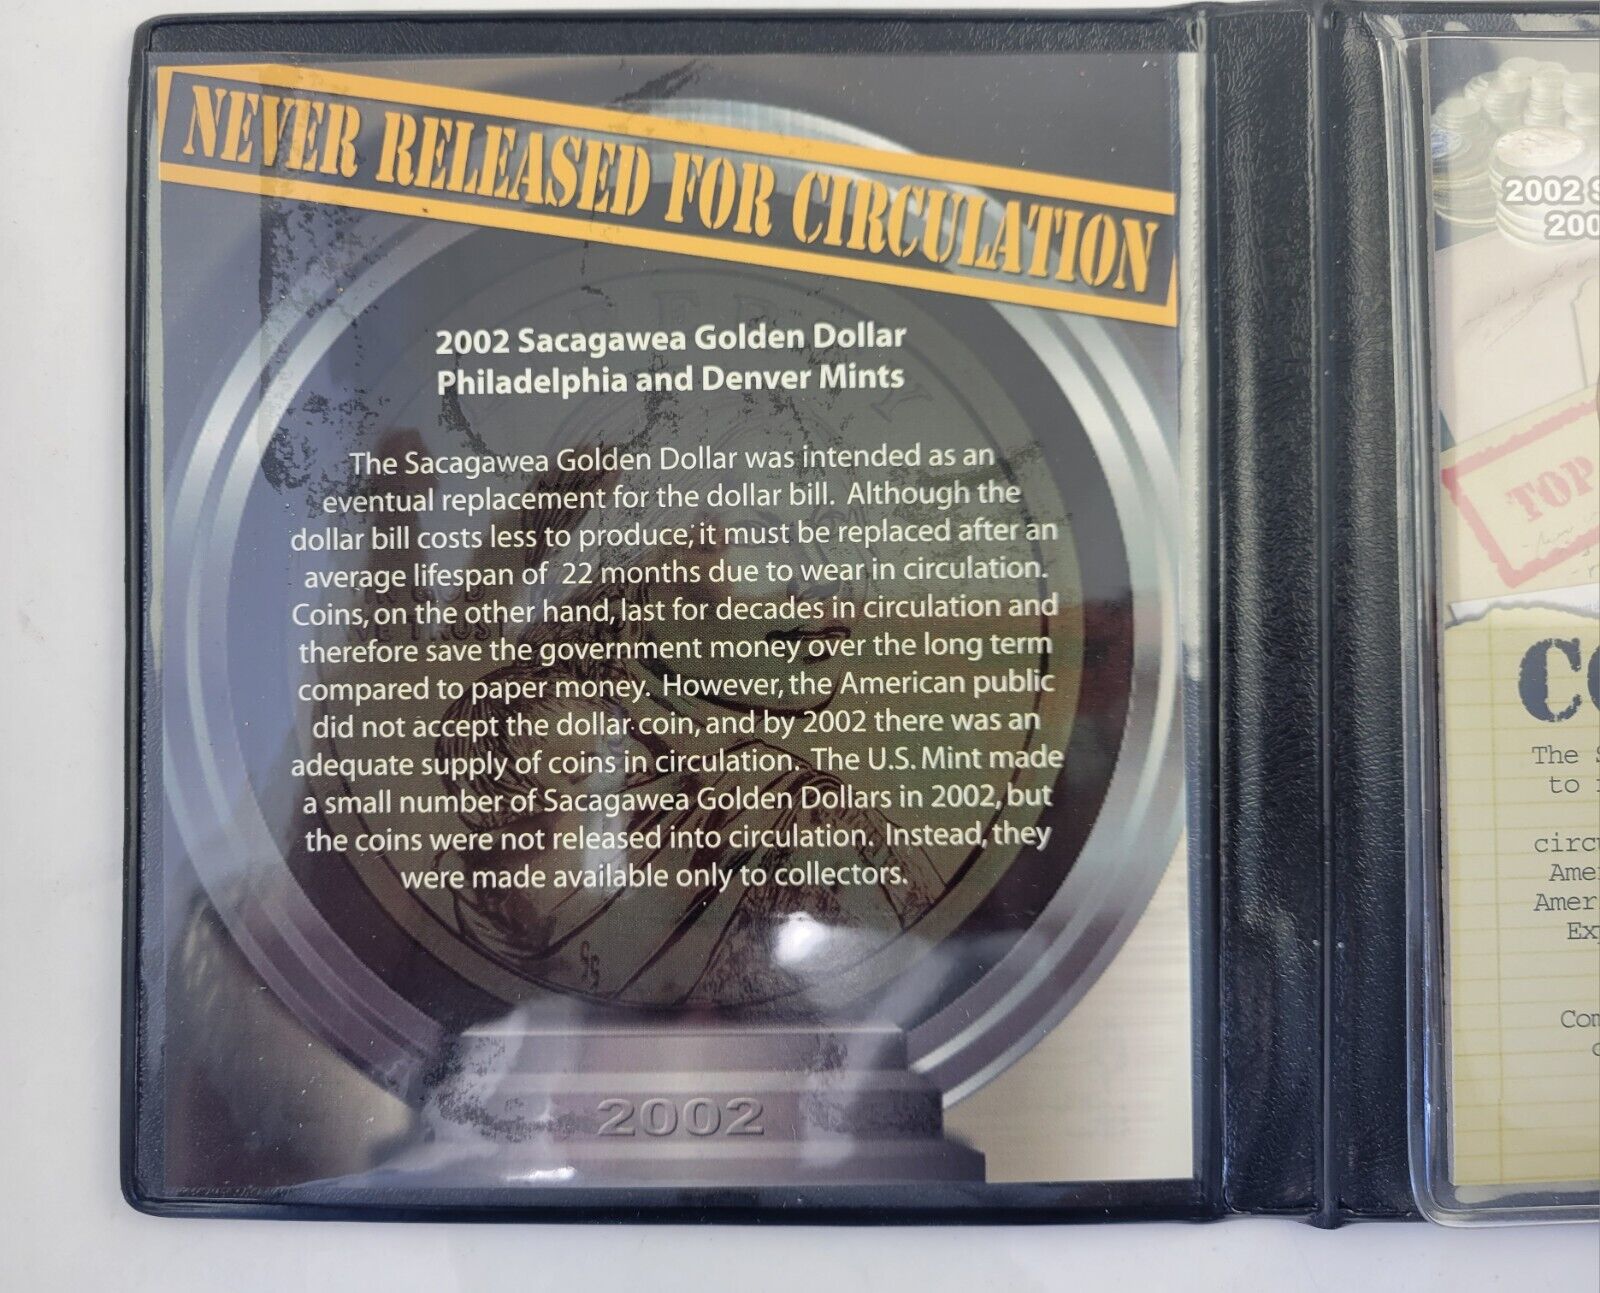 NEVER RELEASED FOR CIRCULATION
2002 Sacagawea Golden Dollar
Philadelphia and Denver Mints
The Sacagawea Golden Dollar was intended as an
eventual replacement for the dollar bill. Although the
dollar bill costs less to produce, it must be replaced after an
average lifespan of 22 months due to wear in circulation.
Coins, on the other hand, last for decades in circulation and
therefore save the government money over the long term
compared to paper money. However, the American public
did not accept the dollar coin, and by 2002 there was an
adequate supply of coins in circulation. The U.S. Mint made
a small number of Sacagawea Golden Dollars in 2002, but
the coins were not released into circulation. Instead, they
were made available only to collectors.
2002
2002
TOP
The
to